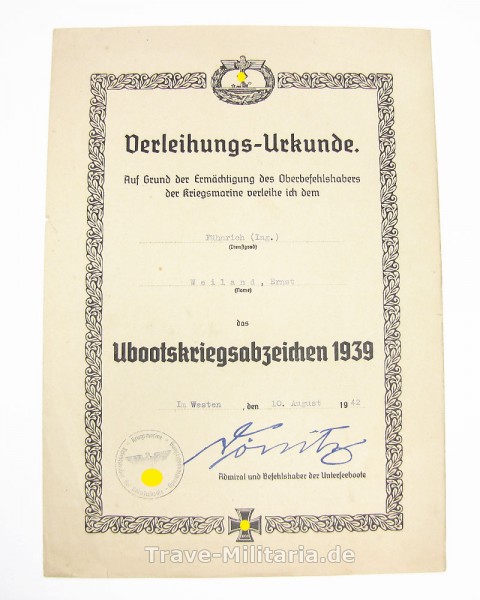 Verleihungs-Urkunde.
Auf Grund der Ermächtigung des Oberbefehlshabers
der Kriegsmarine verleihe ich dem
Fähnrich (Ing.)
(Dienstgrad)
Weiland, Ernst
(Name)
das
Ubootskriegsabzeichen 1939
Im Westen, den 10. August 1942
Dönitz
Admiral und Befehlshaber der Unterseeboote
Trave-Militaria.de